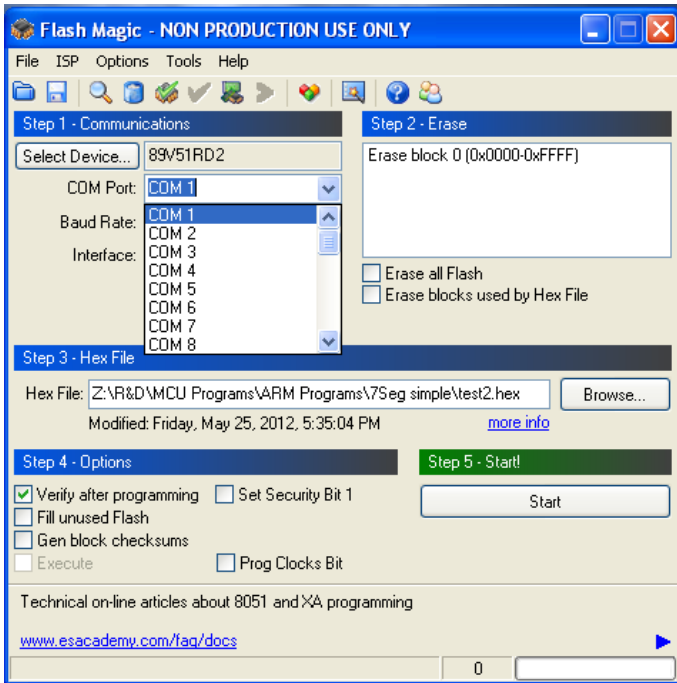 Flash Magic - NON PRODUCTION USE ONLY
File ISP Options Tools Help
Step 1 - Communications
Select Device... 89V51RD2
COM Port: COM 1
Baud Rate:
Interface:
COM 1
COM 2
COM 3
COM 4
COM 5
COM 6
COM 7
COM 8
Step 2 - Erase
Erase block 0 (0x0000-0xFFFF)
Erase all Flash
Erase blocks used by Hex File
Step 3 - Hex File
Hex File: Z:\R&D\MCU Programs\ARM Programs\7Seg simple\test2.hex Browse...
Modified: Friday, May 25, 2012, 5:35:04 PM more info
Step 4 - Options
Verify after programming Set Security Bit 1
Fill unused Flash
Gen block checksums
Execute Prog Clocks Bit
Step 5 - Start!
Start
Technical on-line articles about 8051 and XA programming
www.esacademy.com/faq/docs
0